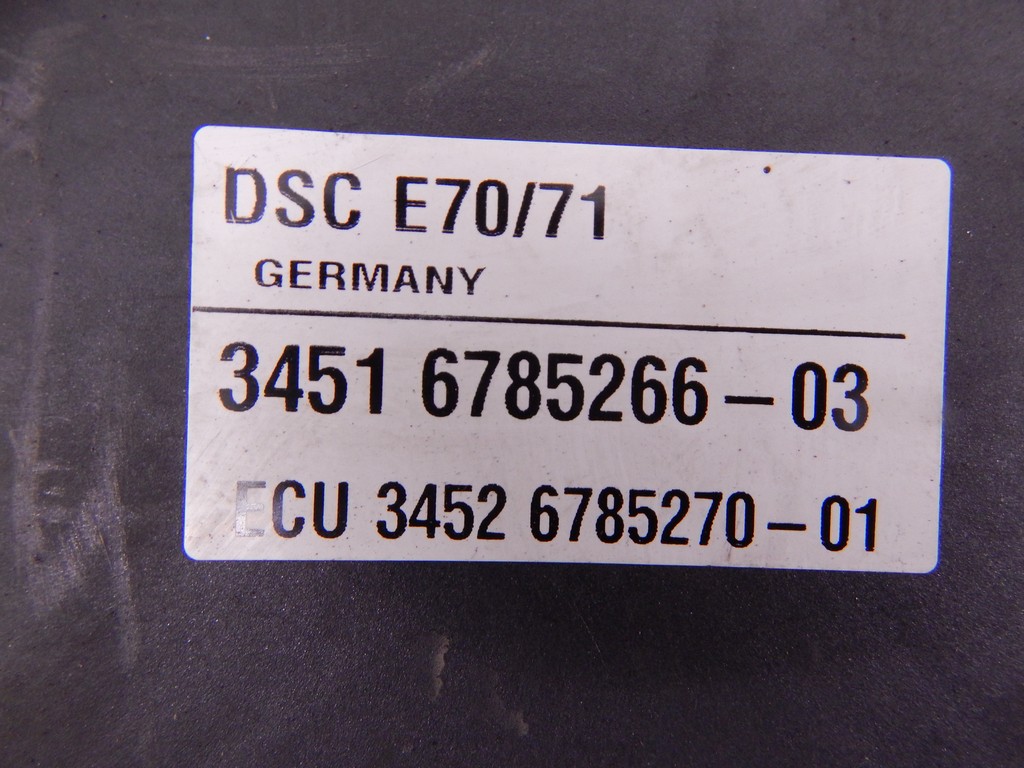 DSC E70/71
GERMANY
3451 6785266-03
ECU 3452 6785270-01